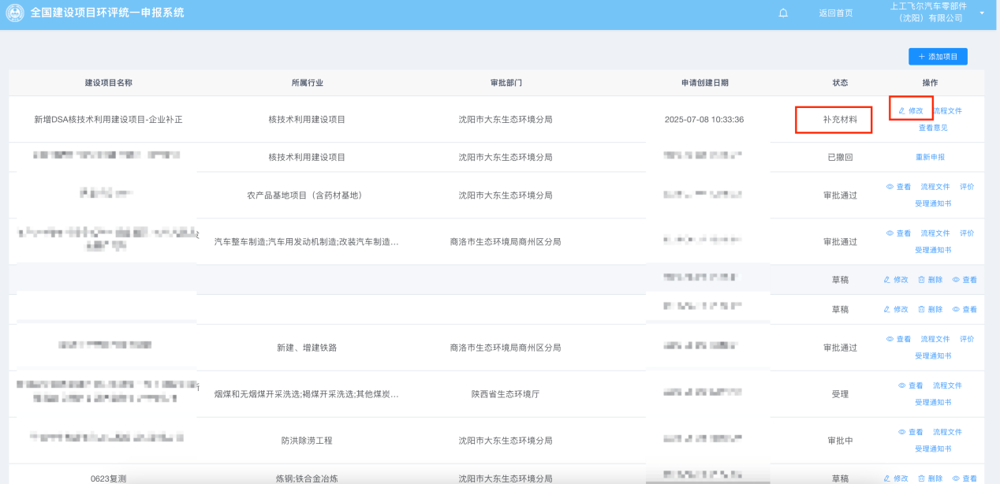 全国建设项目环评统一申报系统
返回首页
上工飞尔汽车零部件
（沈阳）有限公司
+ 添加项目
建设项目名称 所属行业 审批部门 申请创建日期 状态 操作
新增DSA核技术利用建设项目-企业补正 核技术利用建设项目 沈阳市大东生态环境分局 2025-07-08 10:33:36 补充材料 修改 流程文件
查看意见
核技术利用建设项目 沈阳市大东生态环境分局 已撤回 重新申报
农产品基地项目（含药材基地） 沈阳市大东生态环境分局 审批通过 查看 流程文件 评价
受理通知书
汽车整车制造;汽车用发动机制造;改装汽车制造... 商洛市生态环境局商州区分局 审批通过 查看 流程文件 评价
受理通知书
草稿 修改 删除 查看
草稿 修改 删除 查看
新建、增建铁路 商洛市生态环境局商州区分局 审批通过 查看 流程文件 评价
受理通知书
烟煤和无烟煤开采洗选;褐煤开采洗选;其他煤炭... 陕西省生态环境厅 受理 查看 流程文件
受理通知书
防洪除涝工程 沈阳市大东生态环境分局 审批中 查看 流程文件
受理通知书
0623复测 炼钢;铁合金冶炼 沈阳市大东生态环境分局 草稿 修改 删除 查看